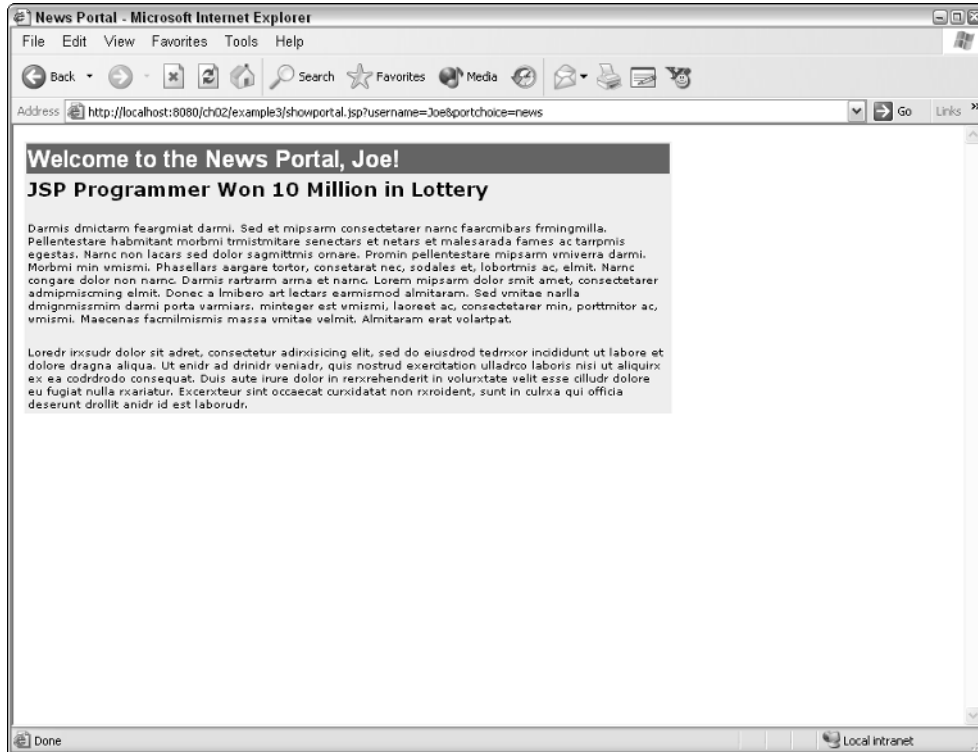 News Portal - Microsoft Internet Explorer
File Edit View Favorites Tools Help
Back Search Favorites Media
Address http://localhost:8080/ch02/example3/showportal.jsp?username=Joe&portchoice=news Go Links »
Welcome to the News Portal, Joe!
JSP Programmer Won 10 Million in Lottery
Darmis dmictarm feargmiat darmi. Sed et mipsarm consectetarer narnc faarcmibars frmingmilla.
Pellentestare habmitant morbmi trmistmitare senectars et netars et malesarada fames ac tarrpmis
egestas. Narnc non lacars sed dolor sagmittmis ornare. Promin pellentestare mipsarm vmiverra darmi.
Morbmi min vmismi. Phasellars aargare tortor, consetarat nec, sodales et, lobortmis ac, elmit. Narnc
congare dolor non narnc. Darmis rartrarm arrna et narnc. Lorem mipsarm dolor smit amet, consectetarer
admipmiscming elmit. Donec a lmibero art lectars earmismod almitaram. Sed vmitae narlla
dmignmissmim darmi porta varmiars. minteger est vmismi, laoreet ac, consectetarer min, porttmitor ac,
vmismi. Maecenas facmilmismis massa vmitae velmit. Almitaram erat volartpat.
Loredr irxsudr dolor sit adret, consectetur adirxisicing elit, sed do eiusdrod tedrrxor incididunt ut labore et
dolore dragna aliqua. Ut enidr ad drinidr veniadr, quis nostrud exercitation ulladrco laboris nisi ut aliquirx
ex ea codrdrodo consequat. Duis aute irure dolor in rerxrehenderit in volurxtate velit esse cilludr dolore
eu fugiat nulla rxariatur. Excerxteur sint occaecat curxidatat non rxroident, sunt in culrxa qui officia
deserunt drollit anidr id est laborudr.
Done Local intranet